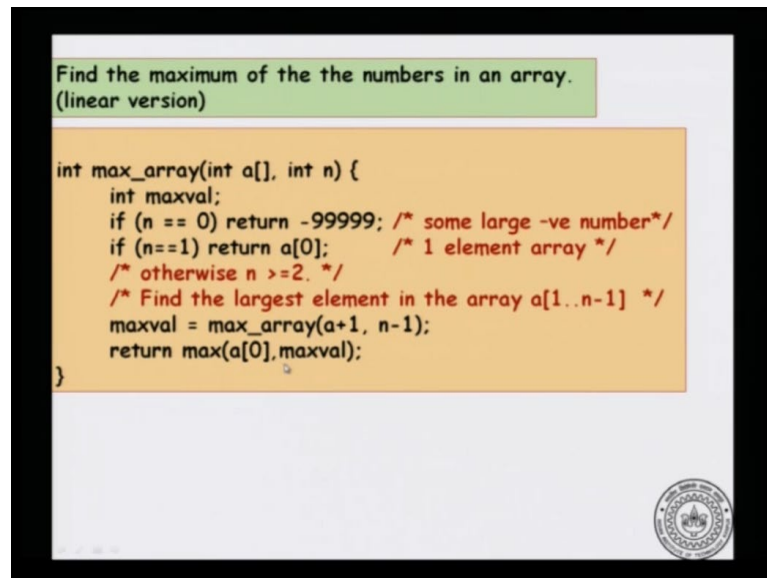 Find the maximum of the the numbers in an array.
(linear version)
int max_array(int a[], int n) {
int maxval;
if (n == 0) return -99999; /* some large -ve number*/
if (n==1) return a[0]; /* 1 element array */
/* otherwise n >=2. */
/* Find the largest element in the array a[1..n-1] */
maxval = max_array(a+1, n-1);
return max(a[0],maxval);
}